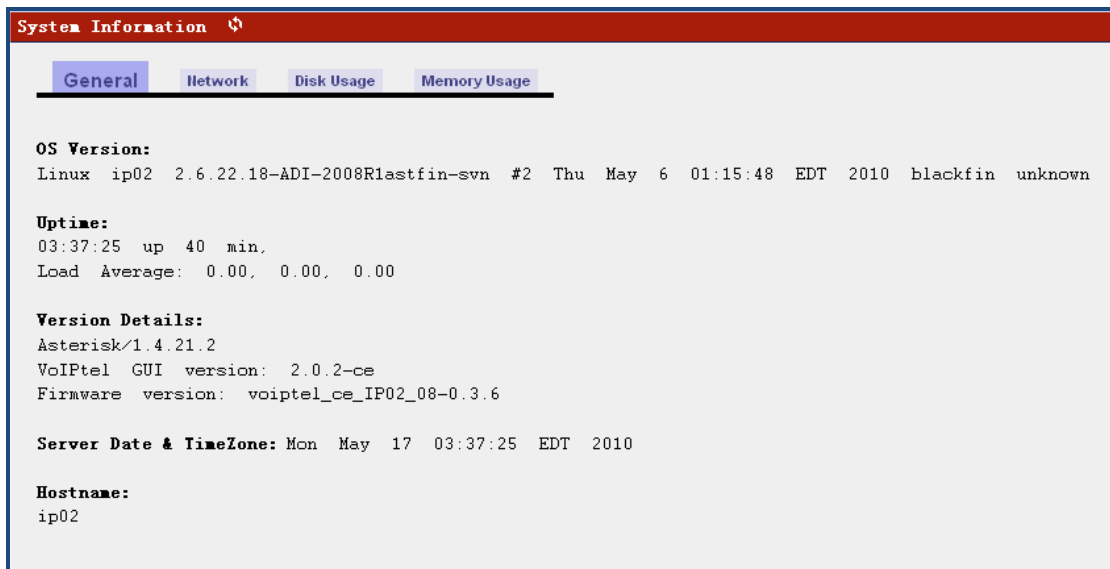 System Information
General Network Disk Usage Memory Usage
OS Version:
Linux ip02 2.6.22.18-ADI-2008R1astfin-svn #2 Thu May 6 01:15:48 EDT 2010 blackfin unknown
Uptime:
03:37:25 up 40 min,
Load Average: 0.00, 0.00, 0.00
Version Details:
Asterisk/1.4.21.2
VoIPtel GUI version: 2.0.2-ce
Firmware version: voiptel_ce_IP02_08-0.3.6
Server Date & TimeZone: Mon May 17 03:37:25 EDT 2010
Hostname:
ip02